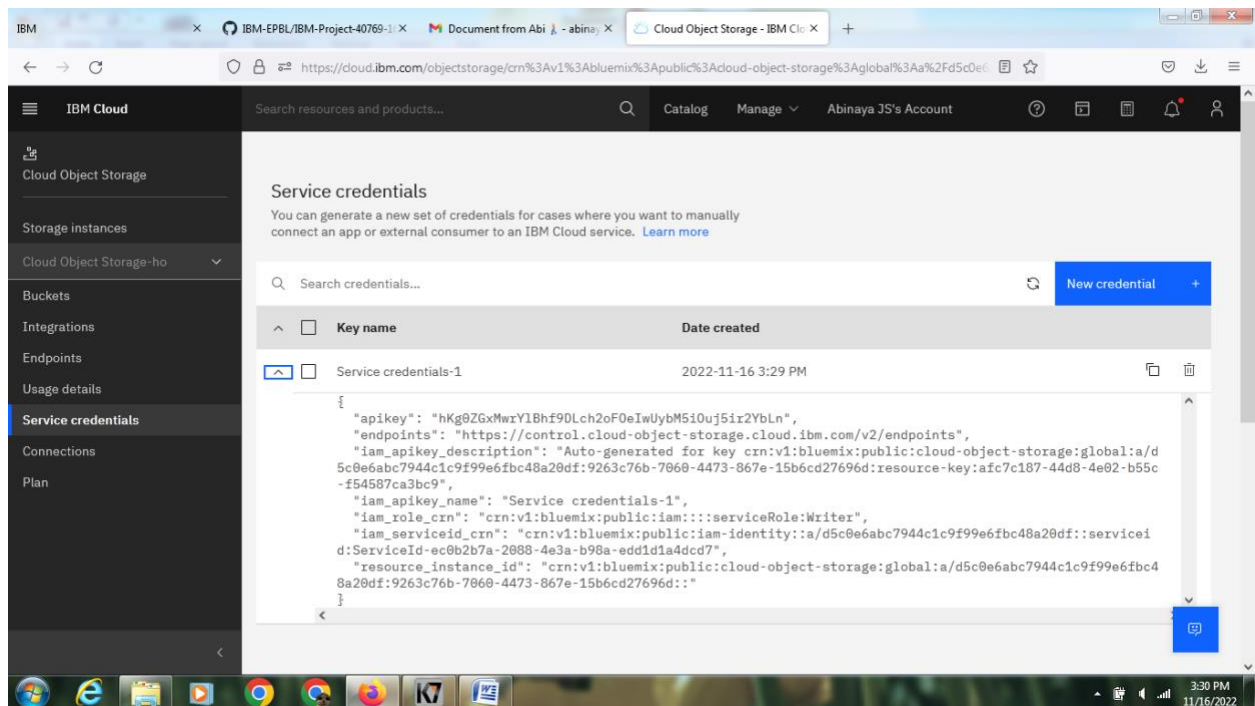 IBM
IBM-EPBL/IBM-Project-40769-1
Document from Abi - abinay
Cloud Object Storage - IBM Clo
https://cloud.ibm.com/objectstorage/crn%3Av1%3Abluemix%3Apublic%3Acloud-object-storage%3Aglobal%3Aa%2Fd5c0e6
IBM Cloud
Search resources and products...
Catalog
Manage
Abinaya JS's Account
Cloud Object Storage
Storage instances
Cloud Object Storage-ho
Buckets
Integrations
Endpoints
Usage details
Service credentials
Connections
Plan
Service credentials
You can generate a new set of credentials for cases where you want to manually
connect an app or external consumer to an IBM Cloud service. Learn more
Search credentials...
New credential +
Key name
Date created
Service credentials-1
2022-11-16 3:29 PM
{
"apikey": "hKg0ZGxMwrYlBhf9DLch2oFOeIwUybM5iOuj5ir2YbLn",
"endpoints": "https://control.cloud-object-storage.cloud.ibm.com/v2/endpoints",
"iam_apikey_description": "Auto-generated for key crn:v1:bluemix:public:cloud-object-storage:global:a/d
5c0e6abc7944c1c9f99e6fbc48a20df:9263c76b-7060-4473-867e-15b6cd27696d:resource-key:afc7c187-44d8-4e02-b55c
-f54587ca3bc9",
"iam_apikey_name": "Service credentials-1",
"iam_role_crn": "crn:v1:bluemix:public:iam::::serviceRole:Writer",
"iam_serviceid_crn": "crn:v1:bluemix:public:iam-identity::a/d5c0e6abc7944c1c9f99e6fbc48a20df::servicei
d:ServiceId-ec0b2b7a-2088-4e3a-b98a-edd1d1a4dcd7",
"resource_instance_id": "crn:v1:bluemix:public:cloud-object-storage:global:a/d5c0e6abc7944c1c9f99e6fbc4
8a20df:9263c76b-7060-4473-867e-15b6cd27696d::"
}
K7
3:30 PM
11/16/2022